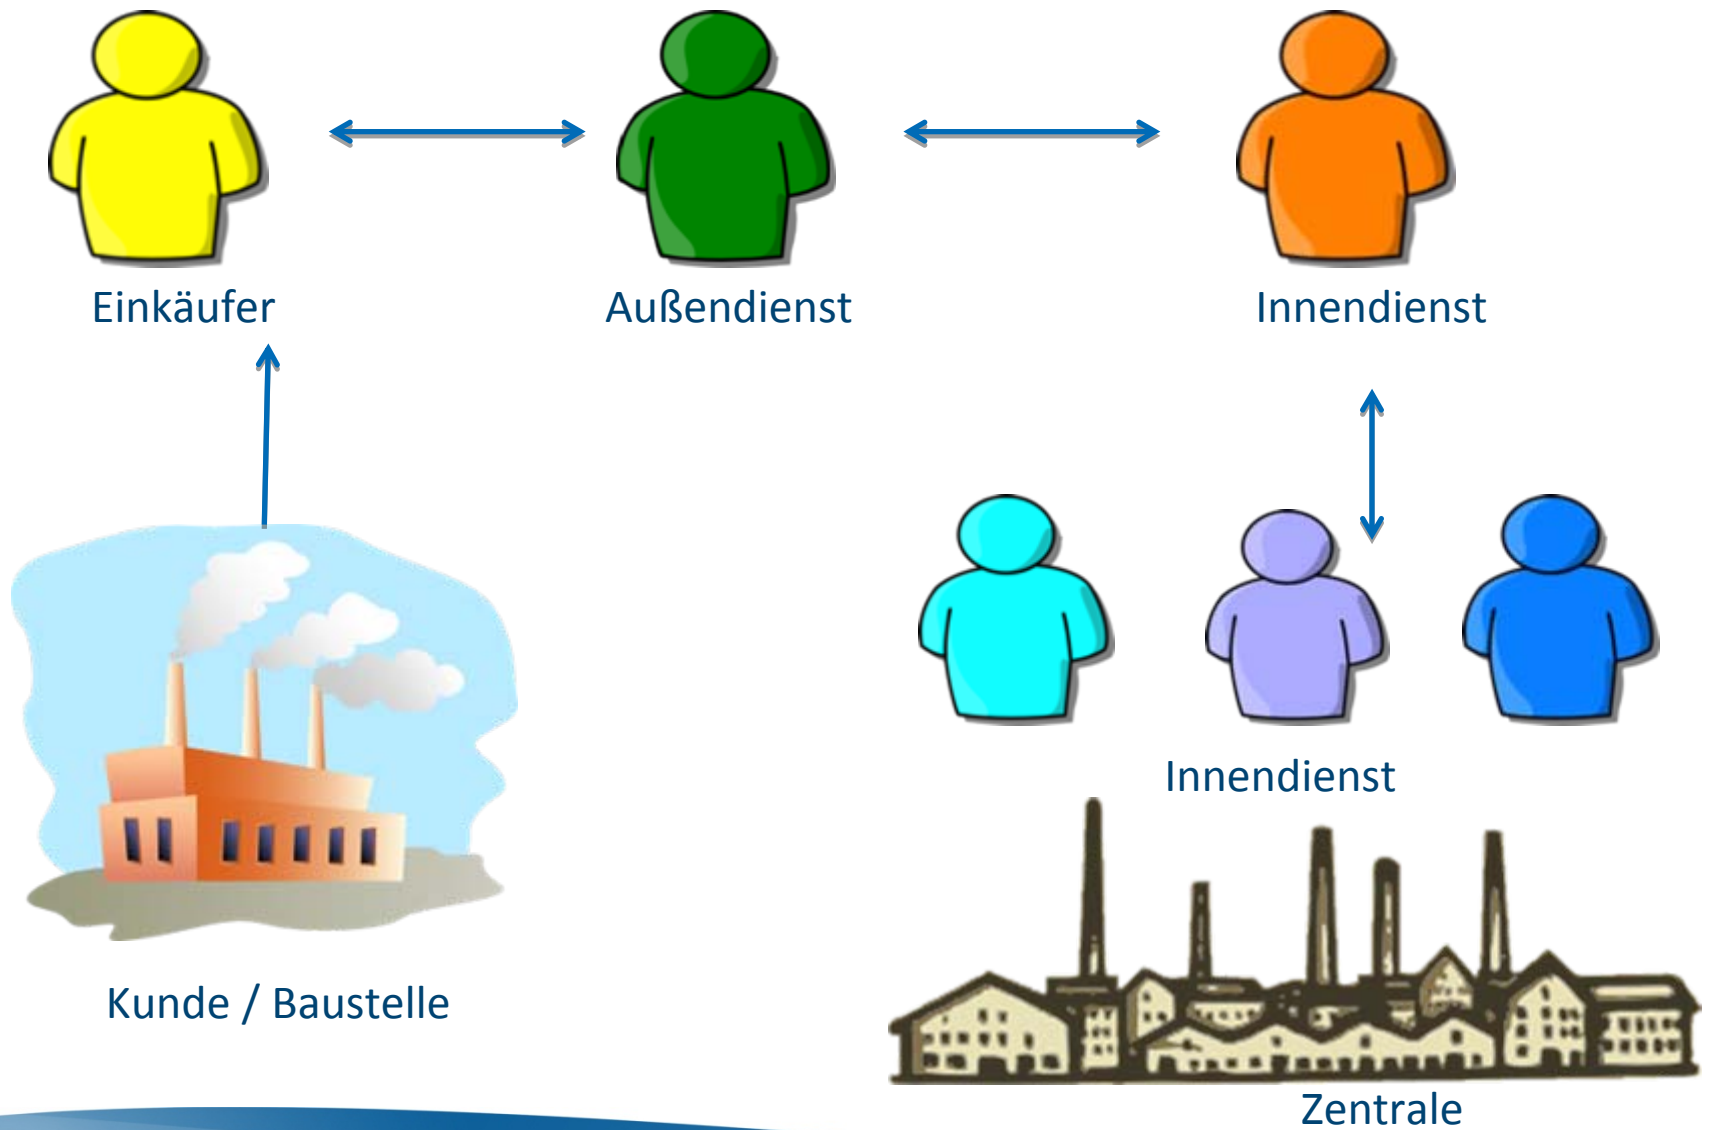 Einkäufer
Außendienst
Innendienst
Innendienst
Kunde / Baustelle
Zentrale